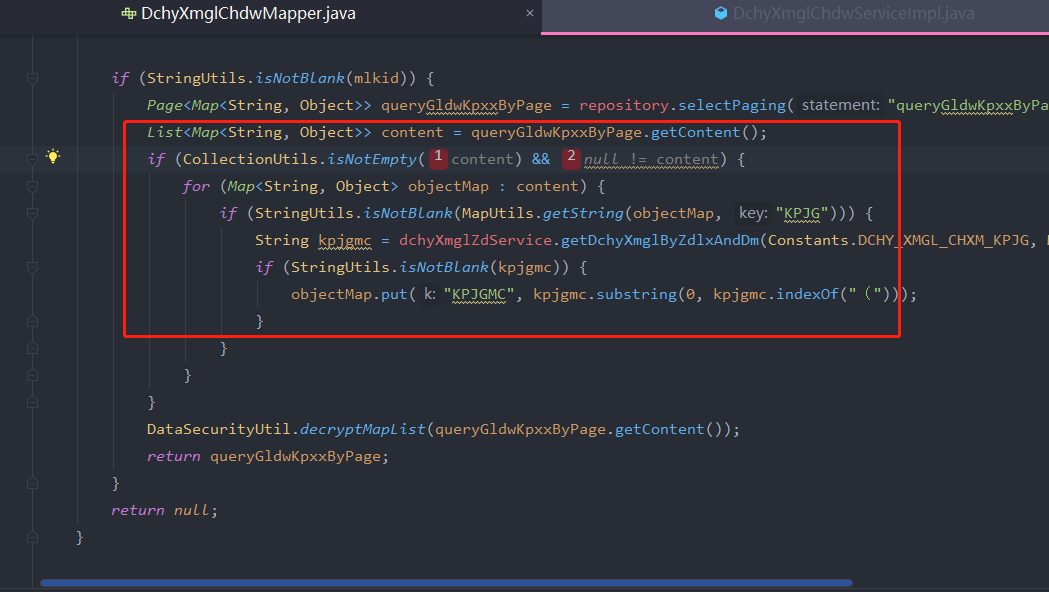 DchyXmglChdwMapper.java × DchyXmglChdwServiceImpl.java
if (StringUtils.isNotBlank(mlkid)) {
Page<Map<String, Object>> queryGldwKpxxByPage = repository.selectPaging( statement: "queryGldwKpxxByPa
List<Map<String, Object>> content = queryGldwKpxxByPage.getContent();
if (CollectionUtils.isNotEmpty( 1 content) && 2 null != content) {
for (Map<String, Object> objectMap : content) {
if (StringUtils.isNotBlank(MapUtils.getString(objectMap, key: "KPJG"))) {
String kpjgmc = dchyXmglZdService.getDchyXmglByZdlxAndDm(Constants.DCHY_XMGL_CHXM_KPJG,
if (StringUtils.isNotBlank(kpjgmc)) {
objectMap.put( k: "KPJGMC", kpjgmc.substring(0, kpjgmc.indexOf("（")));
}
}
}
}
DataSecurityUtil.decryptMapList(queryGldwKpxxByPage.getContent());
return queryGldwKpxxByPage;
}
return null;
}